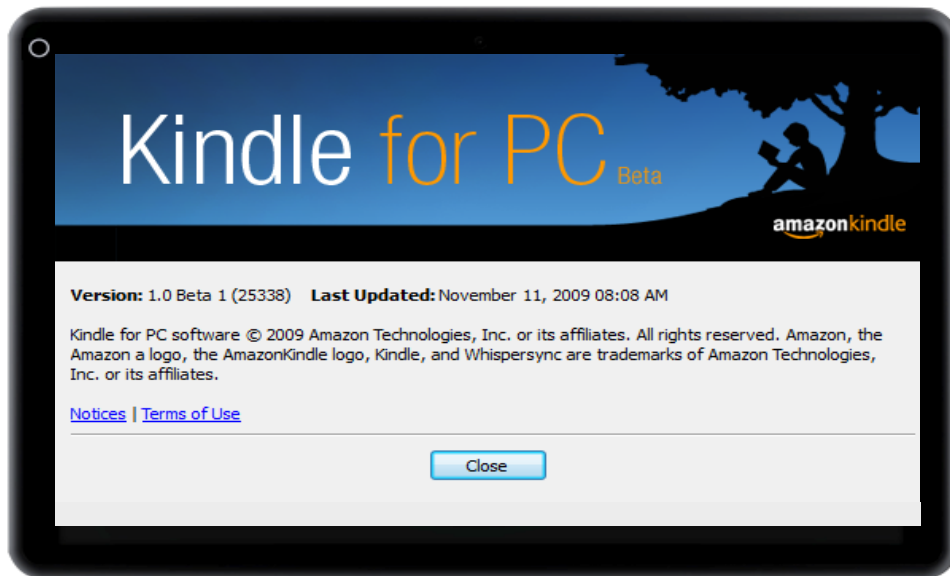 Kindle for PC Beta
amazonkindle
Version: 1.0 Beta 1 (25338) Last Updated: November 11, 2009 08:08 AM
Kindle for PC software © 2009 Amazon Technologies, Inc. or its affiliates. All rights reserved. Amazon, the
Amazon a logo, the AmazonKindle logo, Kindle, and Whispersync are trademarks of Amazon Technologies,
Inc. or its affiliates.
Notices | Terms of Use
Close